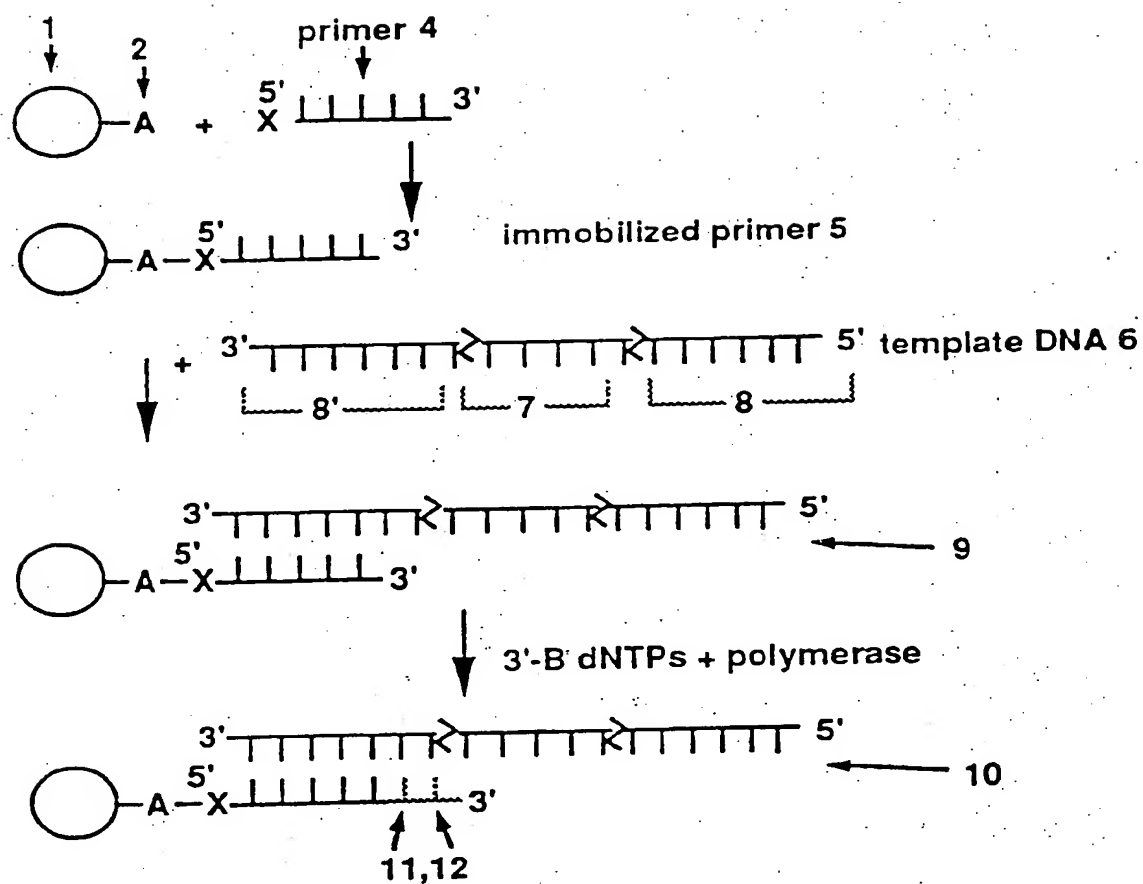 1
2
primer 4
A + X 5' 3'
A X 5' 3' immobilized primer 5
+ 3' 5' template DNA 6
8' 7 8
3' 5'
9
A X 5' 3'
3'-B dNTPs + polymerase
3' 5'
10
A X 5' 3'
11,12